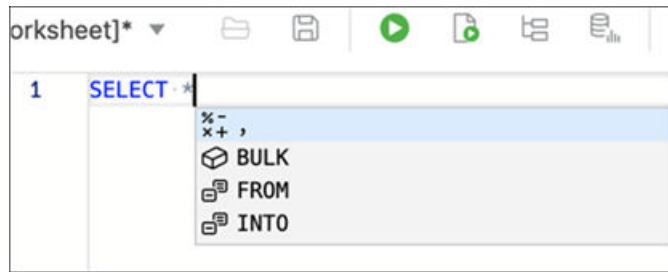 orksheet]*
1 SELECT *
,
BULK
FROM
INTO